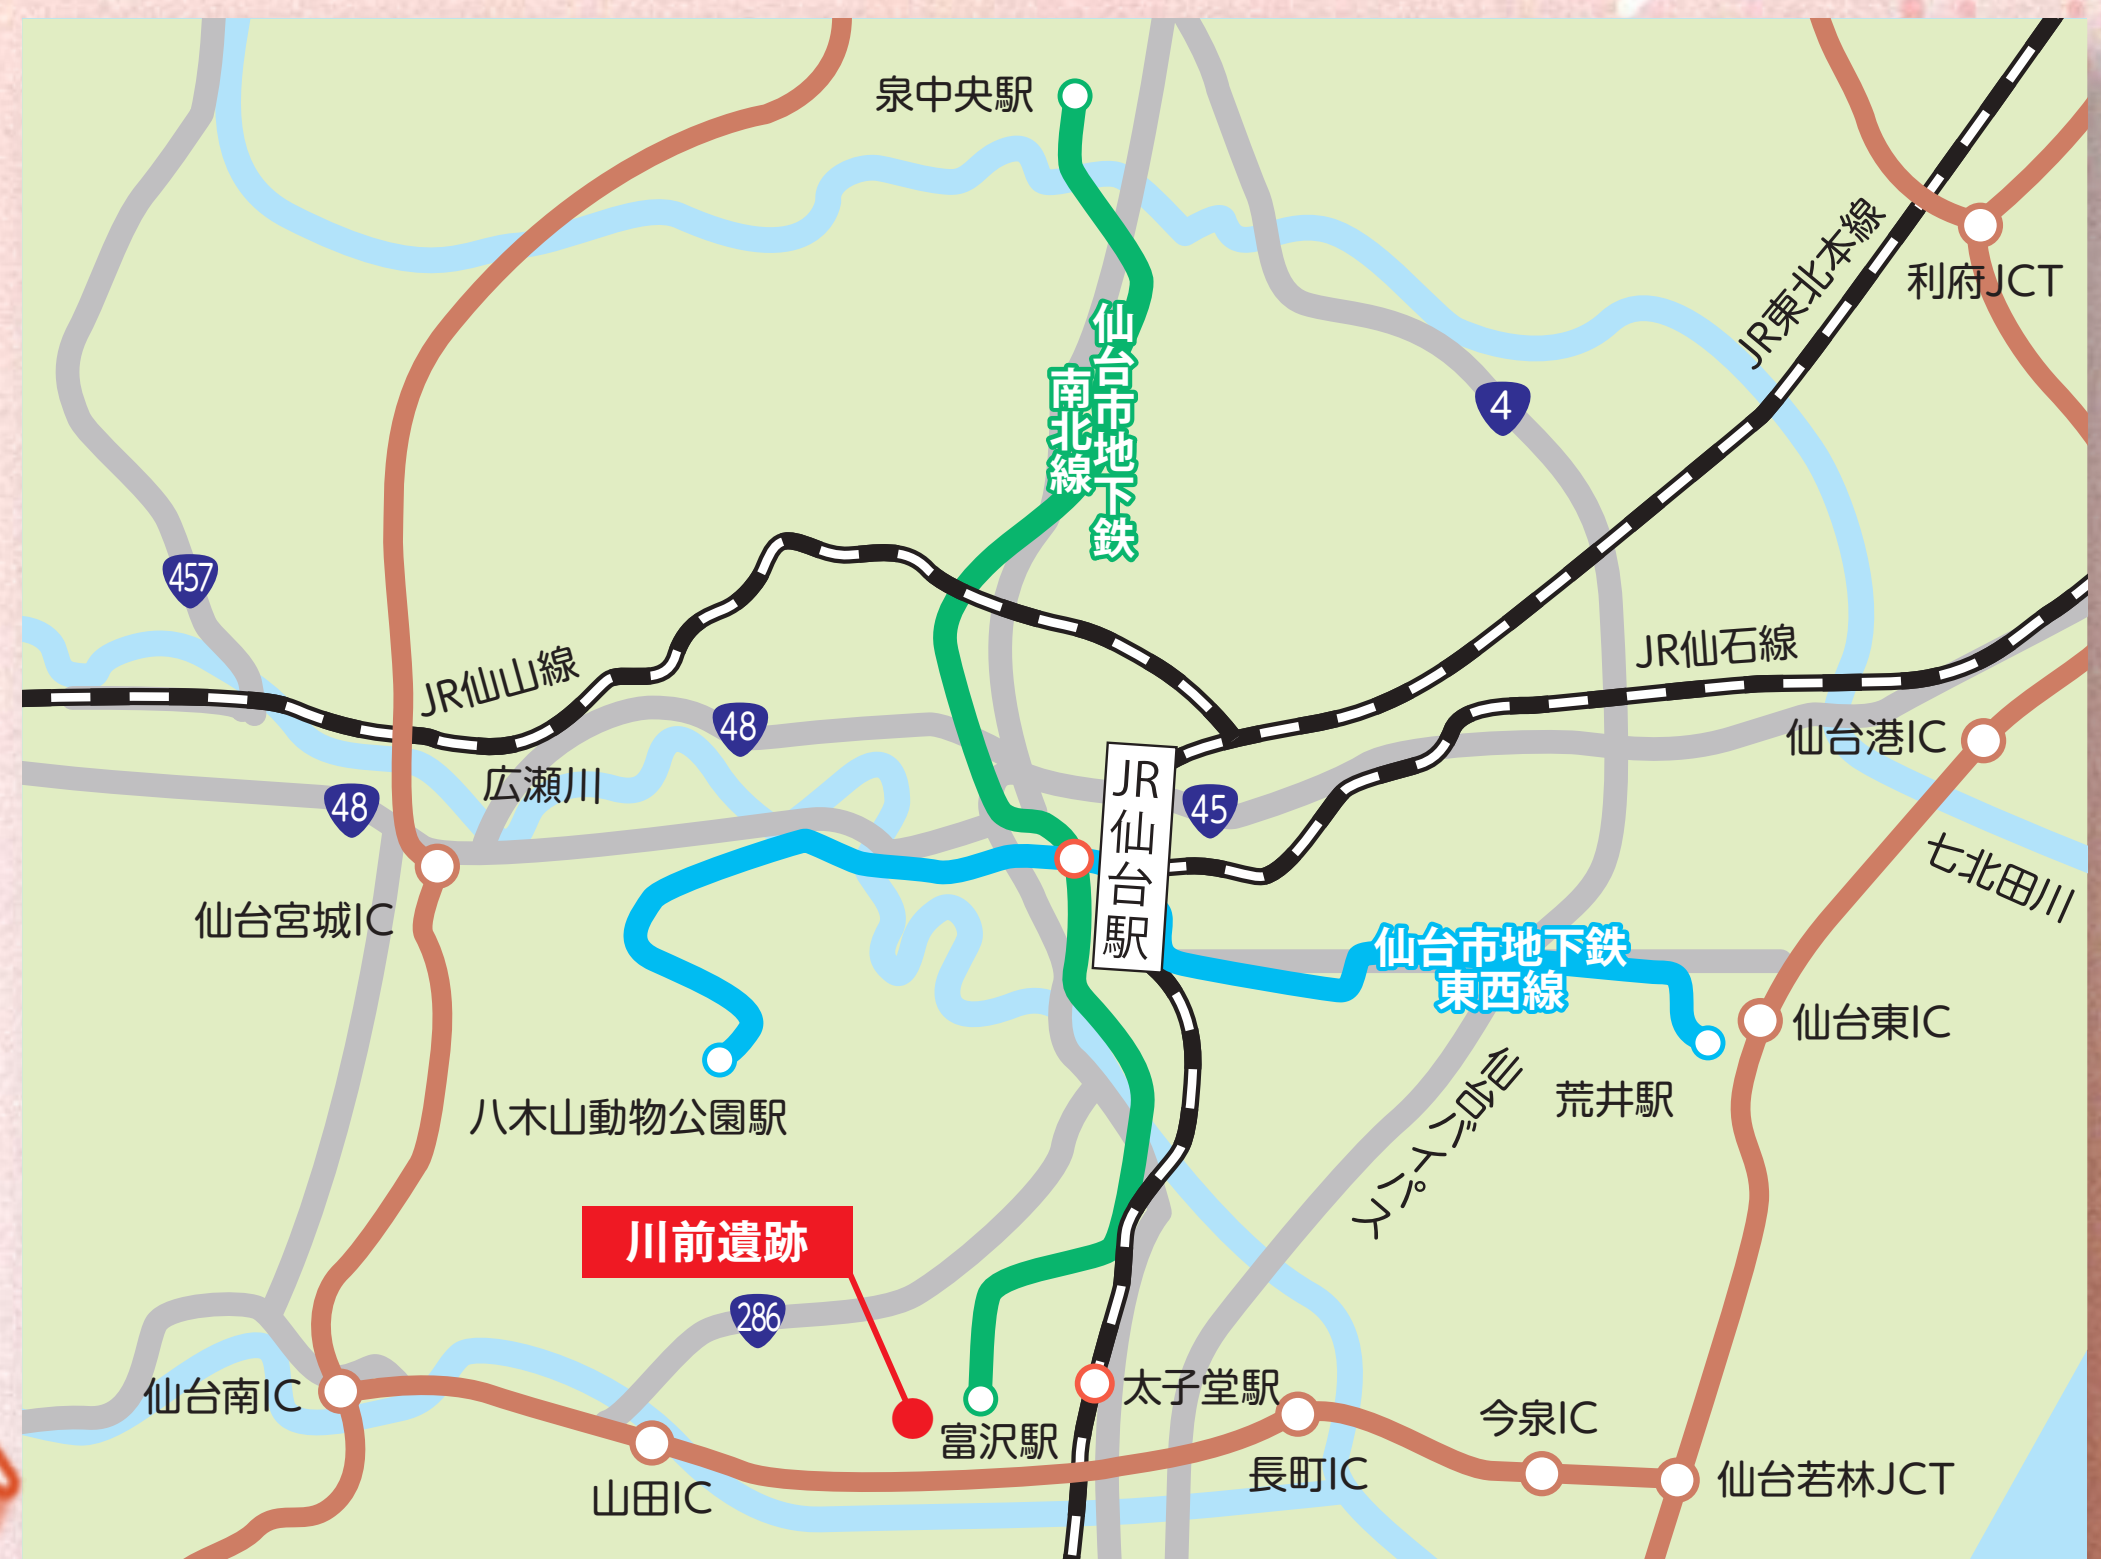 泉中央駅
JR東北本線
利府JCT
仙台市地下鉄
南北線
4
457
JR仙山線
JR仙石線
48
仙台港IC
広瀬川
48
JR仙台駅
45
七北田川
仙台宮城IC
仙台市地下鉄
東西線
仙台東IC
仙台バイパス
荒井駅
八木山動物公園駅
川前遺跡
286
仙台南IC
太子堂駅
富沢駅
今泉IC
長町IC
山田IC
仙台若林JCT